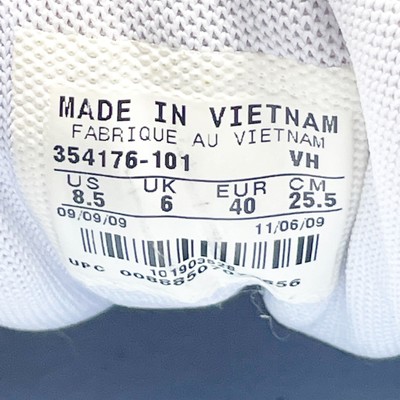 MADE IN VIETNAM
FABRIQUE AU VIETNAM
354176-101 VH
US UK EUR CM
8.5 6 40 25.5
09/09/09 11/06/09
UPC